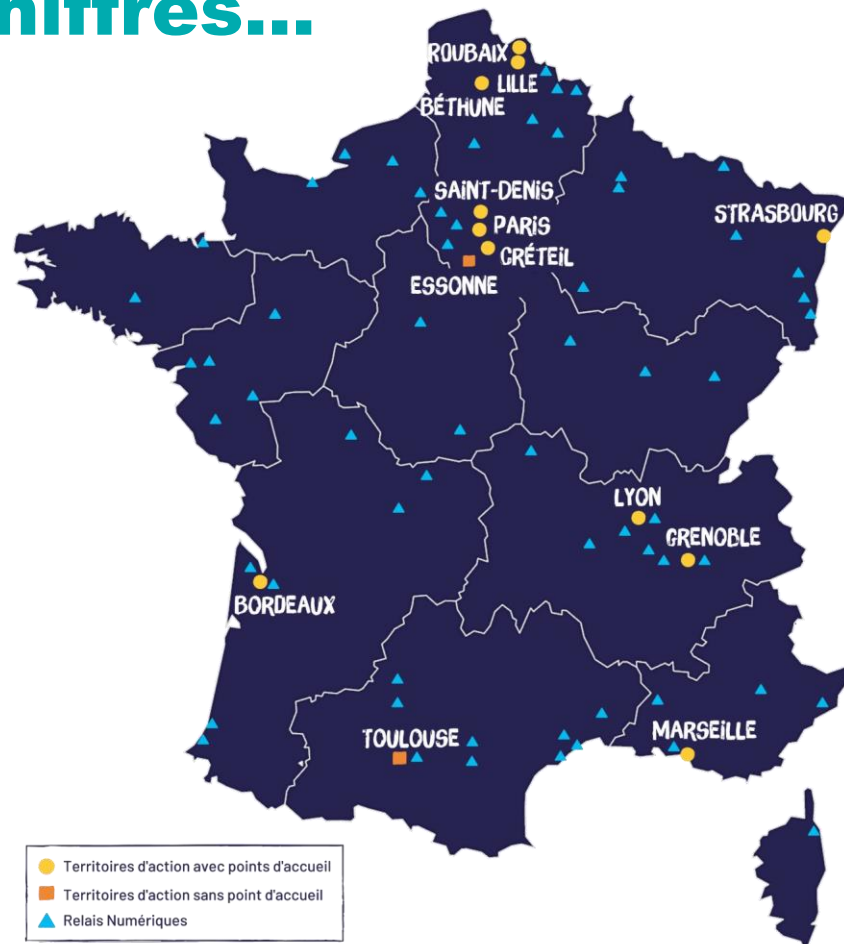 hiffres...
ROUBAIX
LILLE
BÉTHUNE
SAINT-DENIS
PARIS
STRASBOURG
CRÉTEIL
ESSONNE
LYON
GRENOBLE
BORDEAUX
TOULOUSE
MARSEILLE
Territoires d'action avec points d'accueil
Territoires d'action sans point d'accueil
Relais Numériques